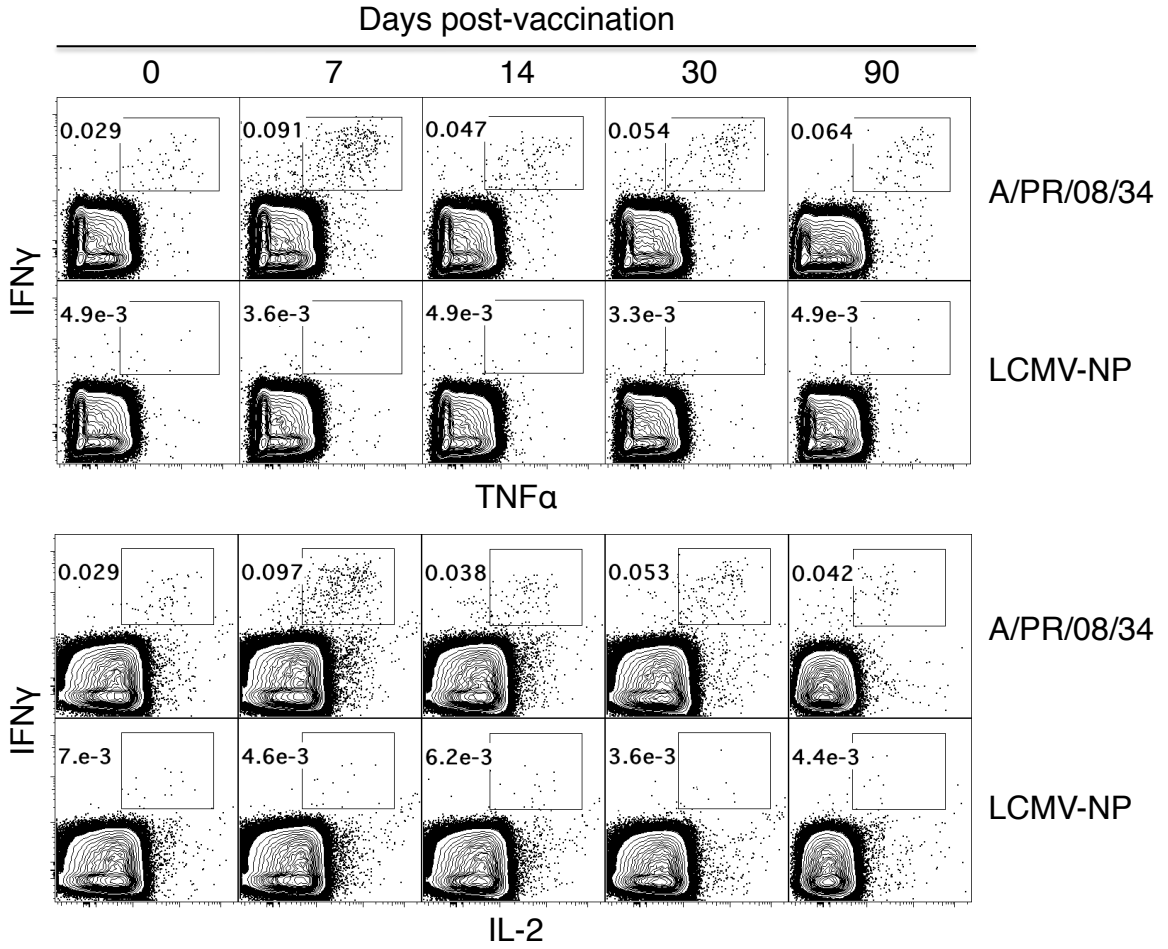 Days post-vaccination
0 7 14 30 90
0.029 0.091 0.047 0.054 0.064
A/PR/08/34
IFNγ
4.9e-3 3.6e-3 4.9e-3 3.3e-3 4.9e-3
LCMV-NP
TNFα
0.029 0.097 0.038 0.053 0.042
A/PR/08/34
IFNγ
7.e-3 4.6e-3 6.2e-3 3.6e-3 4.4e-3
LCMV-NP
IL-2